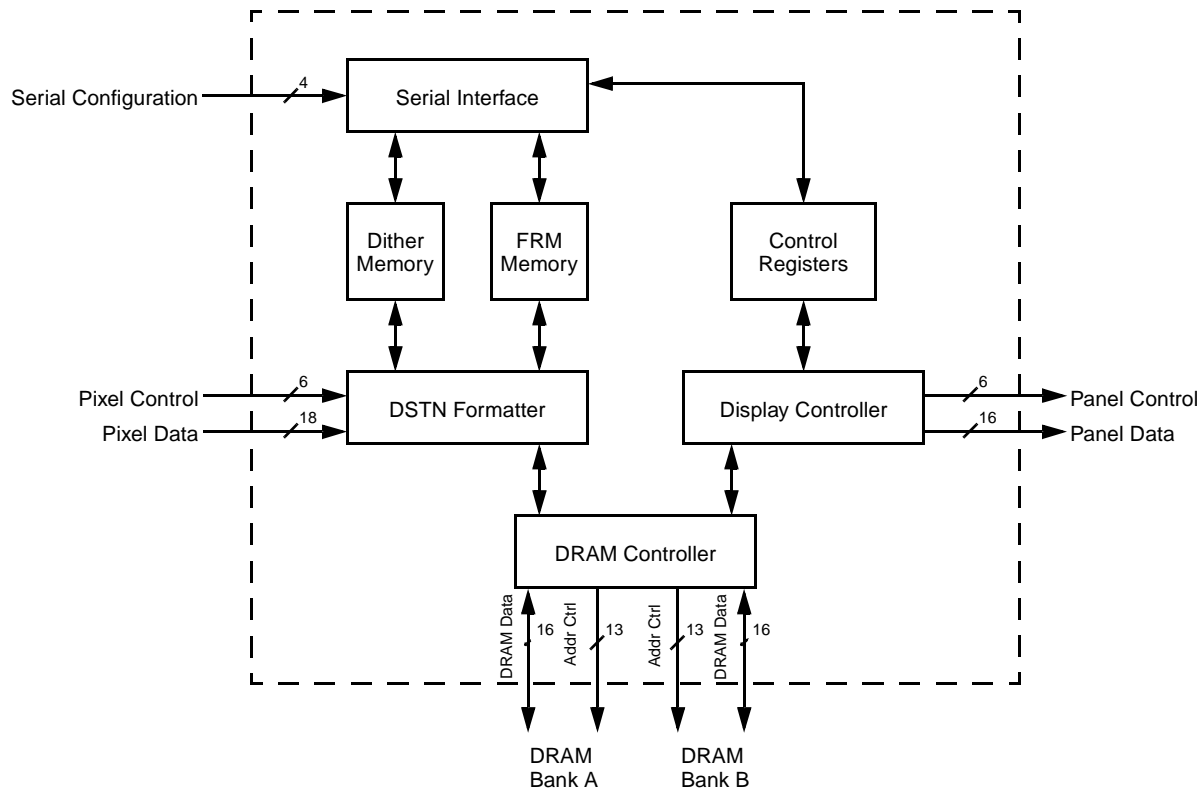 4
Serial Configuration
Serial Interface
Dither
Memory
FRM
Memory
Control
Registers
6
Pixel Control
18
Pixel Data
DSTN Formatter
Display Controller
6
Panel Control
16
Panel Data
DRAM Controller
DRAM Data
16
Addr Ctrl
13
Addr Ctrl
13
DRAM Data
16
DRAM
Bank A
DRAM
Bank B